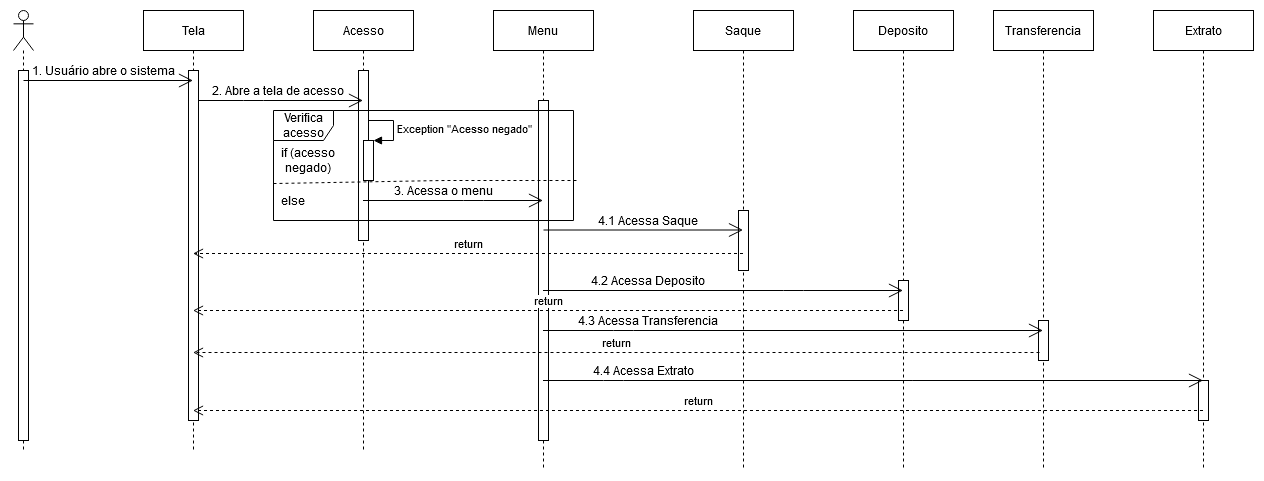 Tela
Acesso
Menu
Saque
Deposito
Transferencia
Extrato
1. Usuário abre o sistema
2. Abre a tela de acesso
Verifica
acesso
Exception "Acesso negado"
if (acesso
negado)
3. Acessa o menu
else
4.1 Acessa Saque
return
4.2 Acessa Deposito
return
4.3 Acessa Transferencia
return
4.4 Acessa Extrato
return